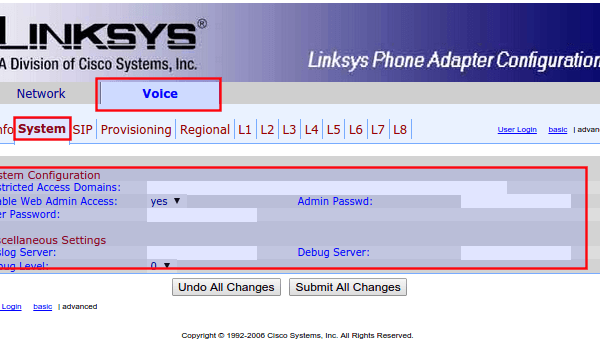 LINKSYS®
A Division of Cisco Systems, Inc.
Linksys Phone Adapter Configuration
Network Voice
nfo System SIP Provisioning Regional L1 L2 L3 L4 L5 L6 L7 L8 User Login basic | advan
stem Configuration
stricted Access Domains:
able Web Admin Access: yes Admin Passwd:
er Password:
scellaneous Settings
slog Server: Debug Server:
bug Level: 0
Undo All Changes Submit All Changes
Login basic | advanced
Copyright © 1992-2006 Cisco Systems, Inc. All Rights Reserved.